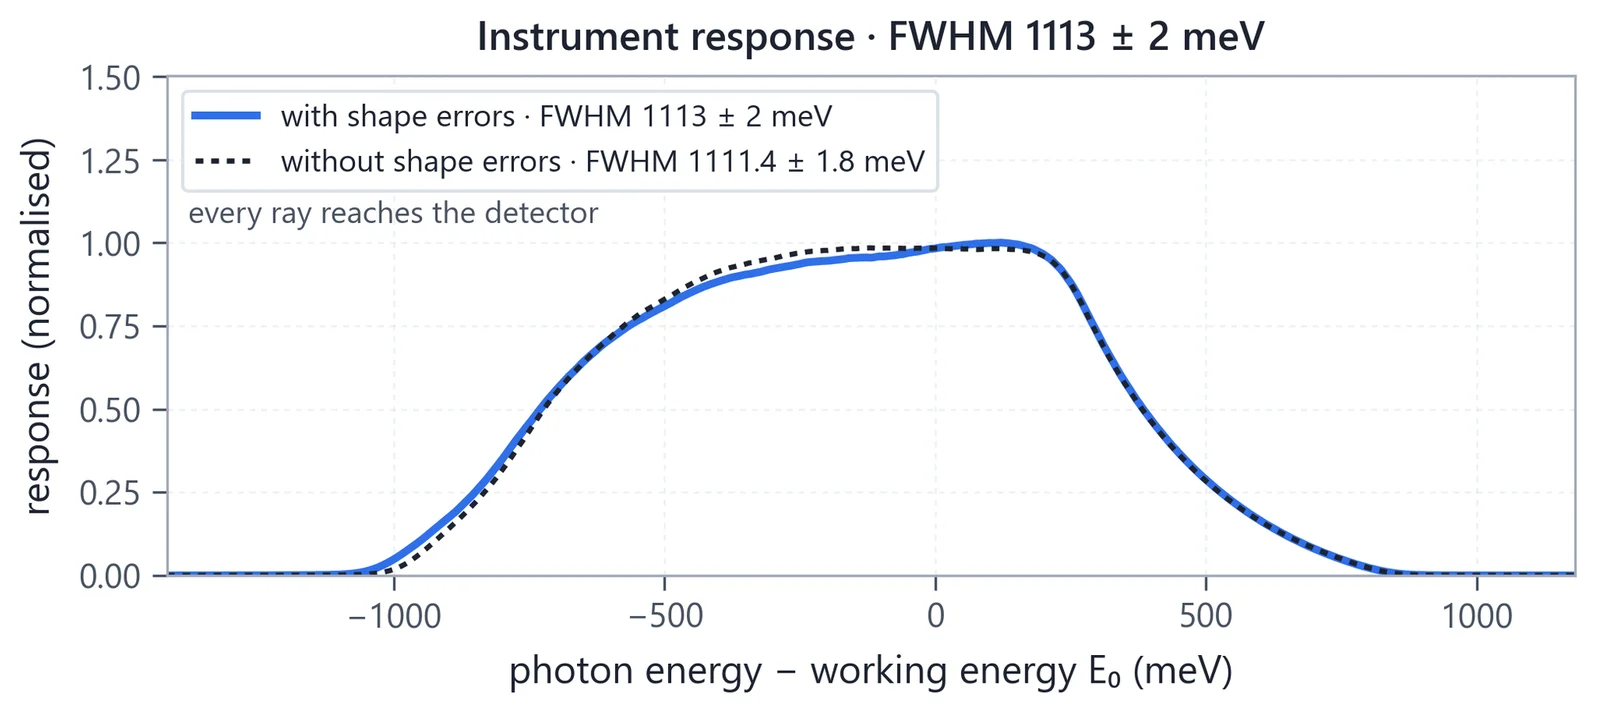 Instrument response · FWHM 1113 ± 2 meV
1.50
1.25
1.00
0.75
0.50
0.25
0.00
response (normalised)
with shape errors · FWHM 1113 ± 2 meV
without shape errors · FWHM 1111.4 ± 1.8 meV
every ray reaches the detector
−1000
−500
0
500
1000
photon energy − working energy E₀ (meV)